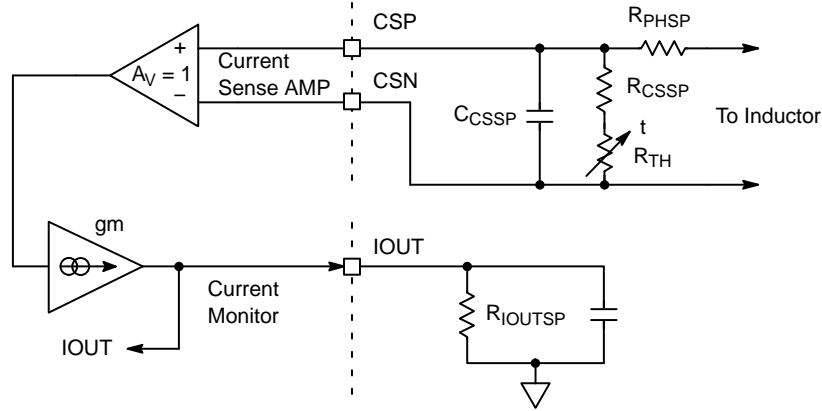 CSP
R_PHSP
+
A_V = 1
−
Current
Sense AMP
CSN
C_CSSP
R_CSSP
To Inductor
t
R_TH
gm
IOUT
Current
Monitor
R_IOUTSP
IOUT